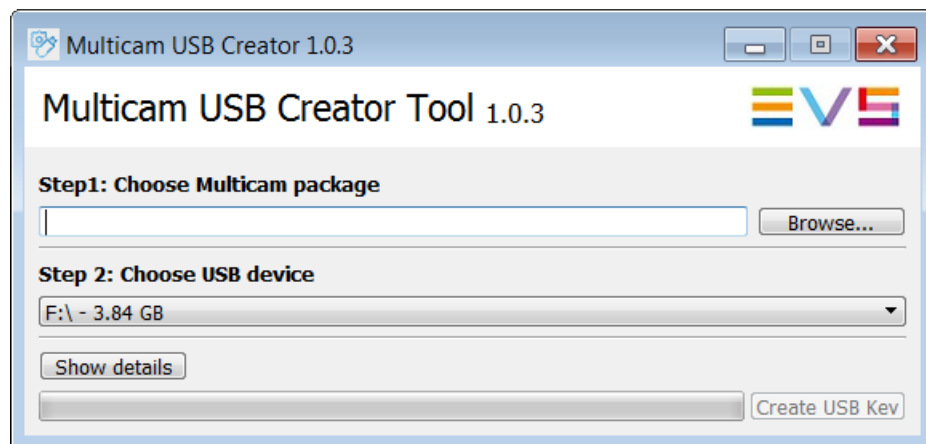 Multicam USB Creator 1.0.3
Multicam USB Creator Tool 1.0.3 EVS
Step1: Choose Multicam package
Browse...
Step 2: Choose USB device
F:\ - 3.84 GB
Show details
Create USB Key